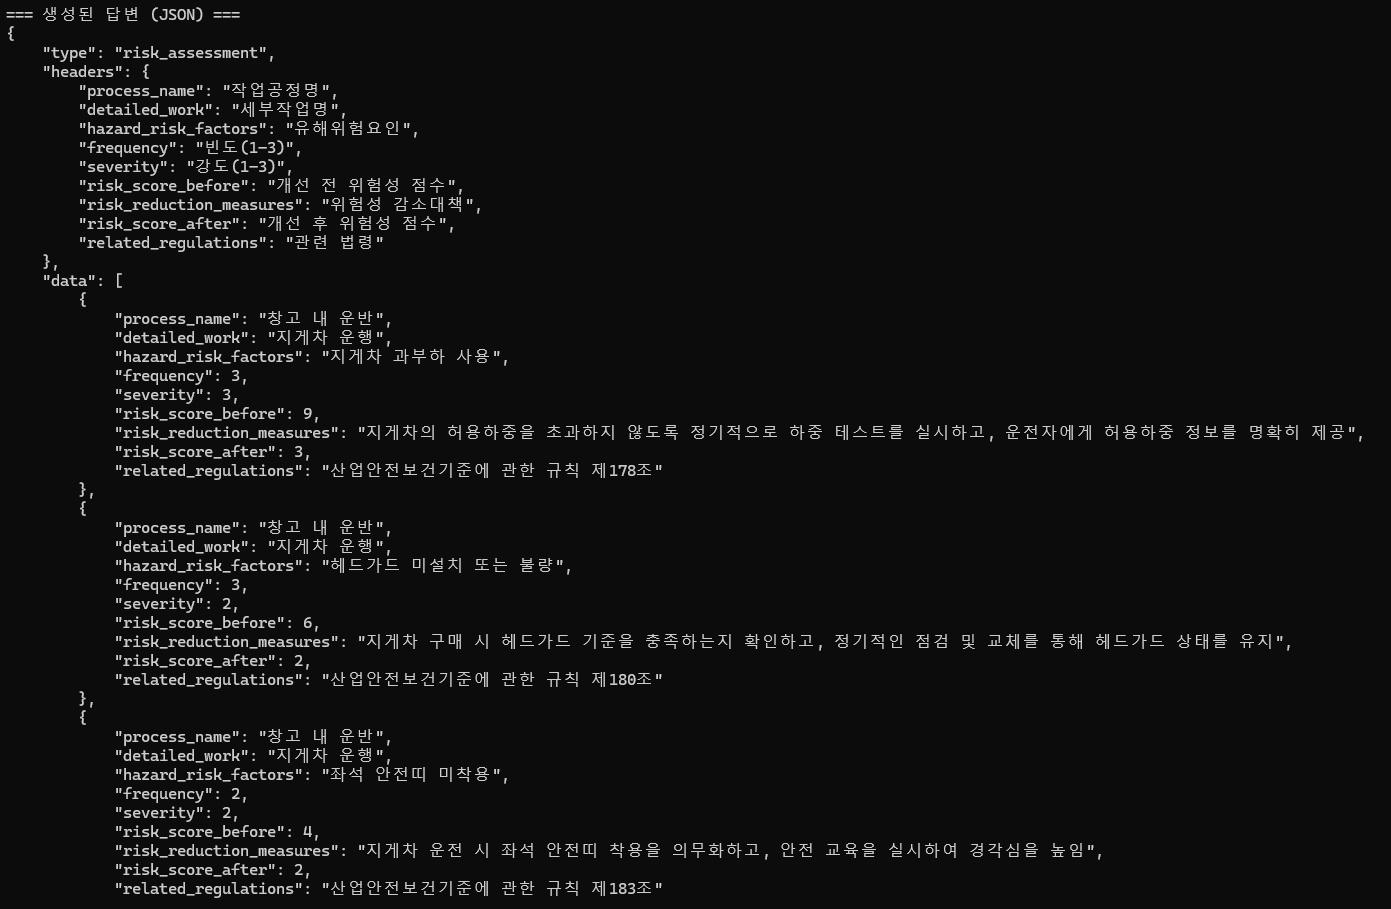 === 생성된 답변 (JSON) ===
{
    "type": "risk_assessment",
    "headers": {
        "process_name": "작업공정명",
        "detailed_work": "세부작업명",
        "hazard_risk_factors": "유해위험요인",
        "frequency": "빈도(1-3)",
        "severity": "강도(1-3)",
        "risk_score_before": "개선 전 위험성 점수",
        "risk_reduction_measures": "위험성 감소대책",
        "risk_score_after": "개선 후 위험성 점수",
        "related_regulations": "관련 법령"
    },
    "data": [
        {
            "process_name": "창고 내 운반",
            "detailed_work": "지게차 운행",
            "hazard_risk_factors": "지게차 과부하 사용",
            "frequency": 3,
            "severity": 3,
            "risk_score_before": 9,
            "risk_reduction_measures": "지게차의 허용하중을 초과하지 않도록 정기적으로 하중 테스트를 실시하고, 운전자에게 허용하중 정보를 명확히 제공",
            "risk_score_after": 3,
            "related_regulations": "산업안전보건기준에 관한 규칙 제178조"
        },
        {
            "process_name": "창고 내 운반",
            "detailed_work": "지게차 운행",
            "hazard_risk_factors": "헤드가드 미설치 또는 불량",
            "frequency": 3,
            "severity": 2,
            "risk_score_before": 6,
            "risk_reduction_measures": "지게차 구매 시 헤드가드 기준을 충족하는지 확인하고, 정기적인 점검 및 교체를 통해 헤드가드 상태를 유지",
            "risk_score_after": 2,
            "related_regulations": "산업안전보건기준에 관한 규칙 제180조"
        },
        {
            "process_name": "창고 내 운반",
            "detailed_work": "지게차 운행",
            "hazard_risk_factors": "좌석 안전띠 미착용",
            "frequency": 2,
            "severity": 2,
            "risk_score_before": 4,
            "risk_reduction_measures": "지게차 운전 시 좌석 안전띠 착용을 의무화하고, 안전 교육을 실시하여 경각심을 높임",
            "risk_score_after": 2,
            "related_regulations": "산업안전보건기준에 관한 규칙 제183조"